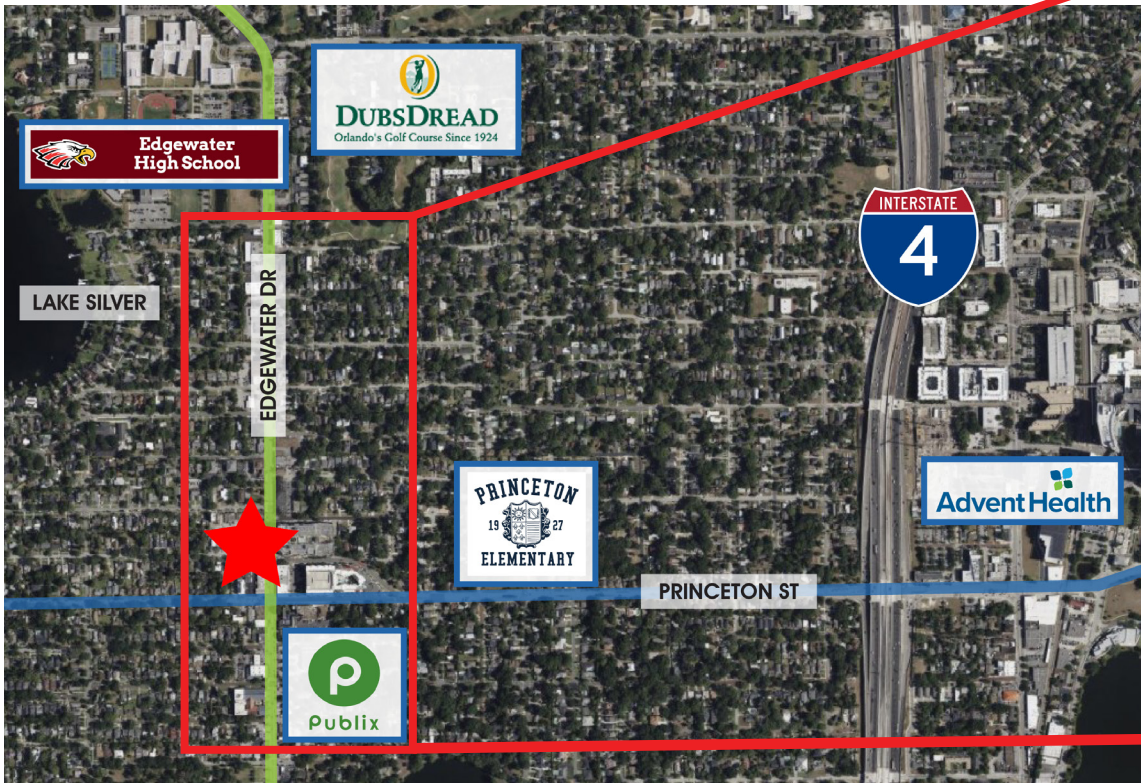 DUBSDREAD
Orlando's Golf Course Since 1924
Edgewater
High School
INTERSTATE
4
LAKE SILVER
EDGEWATER DR
PRINCETON
19 27
ELEMENTARY
AdventHealth
PRINCETON ST
P
Publix